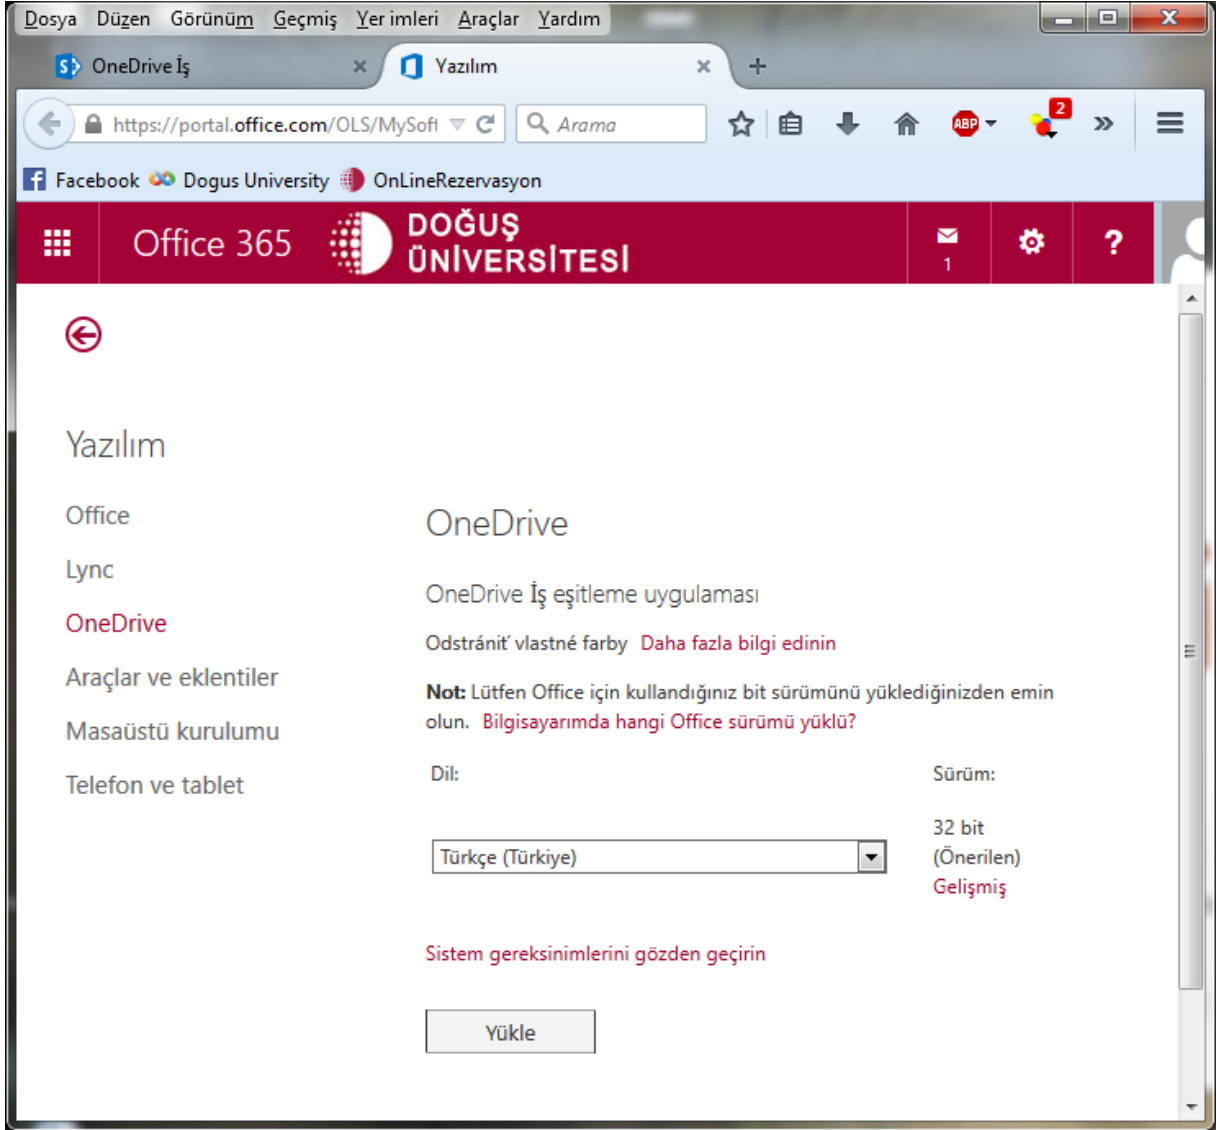 Dosya Düzen Görünüm Geçmiş Yer imleri Araçlar Yardım
OneDrive İş
Yazılım
https://portal.office.com/OLS/MySoft
Arama
ABP
2
Facebook Dogus University OnLineRezervasyon
Office 365
DOĞUŞ
ÜNİVERSİTESİ
1
?
Yazılım
Office
Lync
OneDrive
Araçlar ve eklentiler
Masaüstü kurulumu
Telefon ve tablet
OneDrive
OneDrive İş eşitleme uygulaması
Odstrániť vlastné farby Daha fazla bilgi edinin
Not: Lütfen Office için kullandığınız bit sürümünü yüklediğinizden emin
olun. Bilgisayarımda hangi Office sürümü yüklü?
Dil:
Sürüm:
Türkçe (Türkiye)
32 bit
(Önerilen)
Gelişmiş
Sistem gereksinimlerini gözden geçirin
Yükle